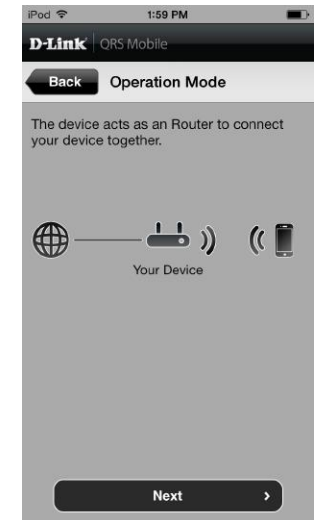 iPod 1:59 PM
D-Link QRS Mobile
Back Operation Mode
The device acts as an Router to connect
your device together.
Your Device
Next